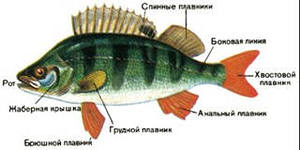 Спинные плавники
Боковая линия
Рот
Хвостовой
плавник
Жаберная крышка
Анальный плавник
Грудной плавник
Брюшной плавник